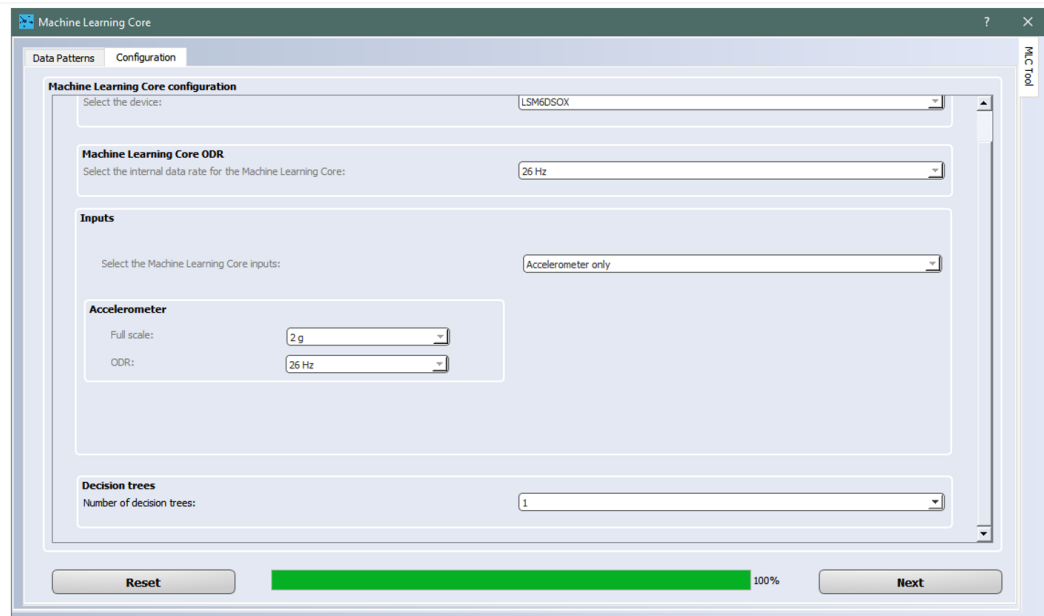 Machine Learning Core
? ×
MLC Tool
Data Patterns Configuration
Machine Learning Core configuration
Select the device: LSM6DSOX
Machine Learning Core ODR
Select the internal data rate for the Machine Learning Core: 26 Hz
Inputs
Select the Machine Learning Core inputs: Accelerometer only
Accelerometer
Full scale: 2 g
ODR: 26 Hz
Decision trees
Number of decision trees: 1
Reset 100% Next